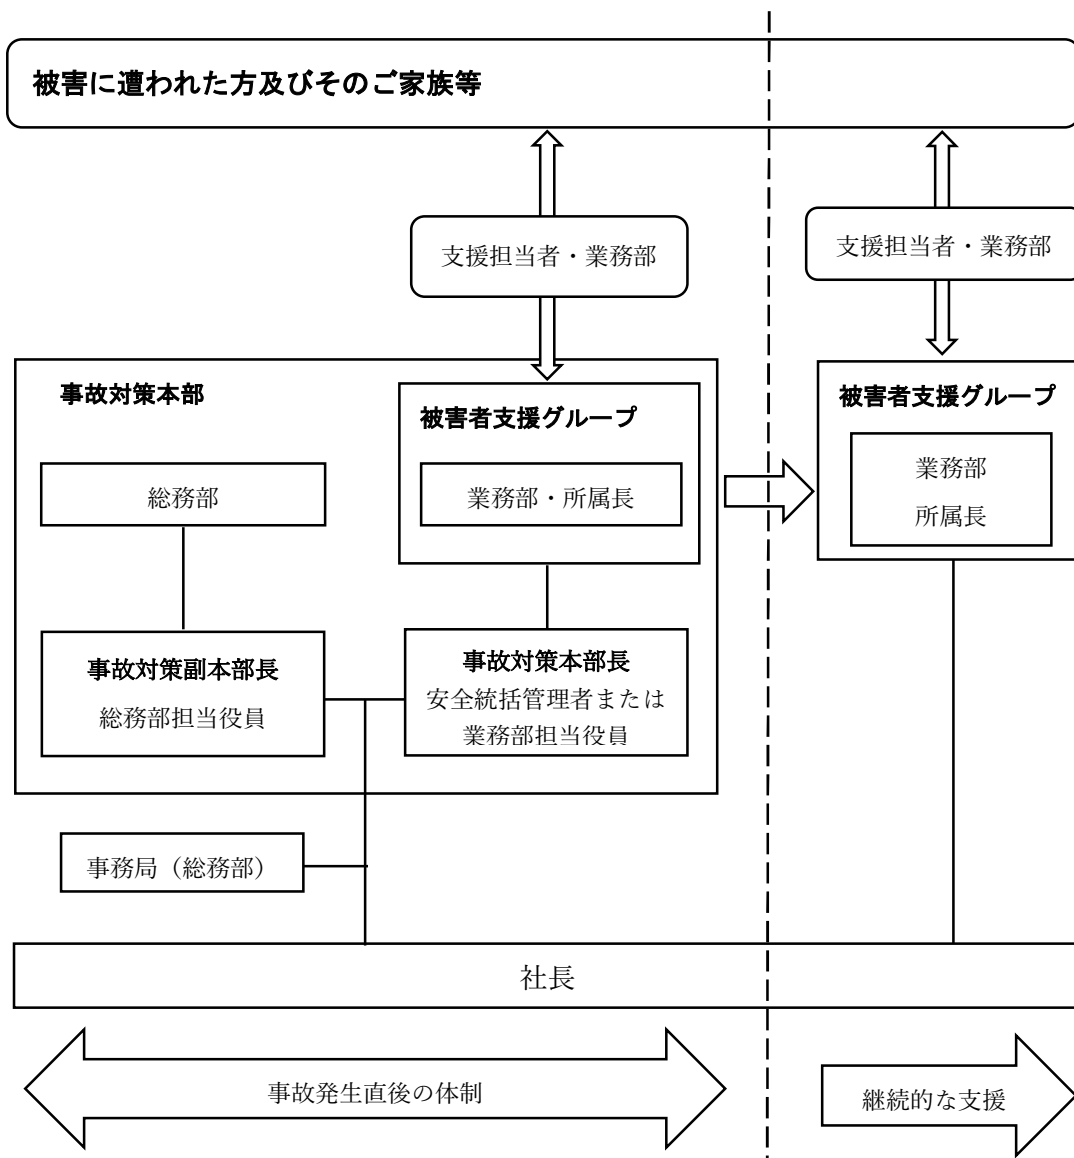 被害に遭われた方及びそのご家族等
支援担当者・業務部
支援担当者・業務部
事故対策本部
被害者支援グループ
被害者支援グループ
総務部
業務部・所属長
業務部
所属長
事故対策副本部長
総務部担当役員
事故対策本部長
安全統括管理者または
業務部担当役員
事務局（総務部）
社長
事故発生直後の体制
継続的な支援